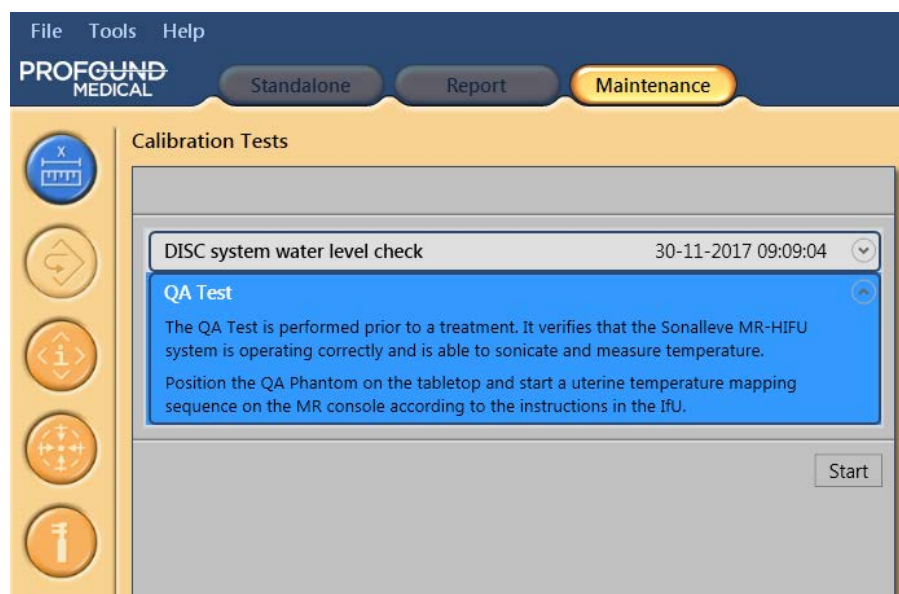 File Tools Help
PROFOUND
MEDICAL
Standalone Report Maintenance
Calibration Tests
X
DISC system water level check 30-11-2017 09:09:04
QA Test
The QA Test is performed prior to a treatment. It verifies that the Sonalleve MR-HIFU
system is operating correctly and is able to sonicate and measure temperature.
Position the QA Phantom on the tabletop and start a uterine temperature mapping
sequence on the MR console according to the instructions in the IfU.
Start